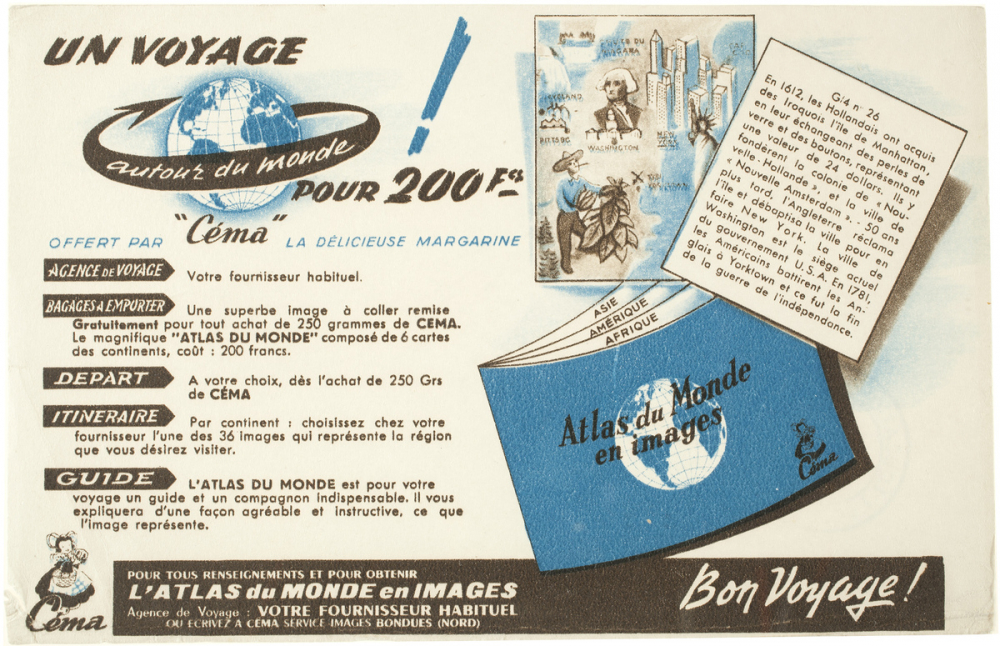 UN VOYAGE
autour du monde
!
POUR 200 Frs
OFFERT PAR "Céma" LA DÉLICIEUSE MARGARINE
AGENCE DE VOYAGE Votre fournisseur habituel.
BAGAGES A EMPORTER Une superbe image à coller remise
Gratuitement pour tout achat de 250 grammes de CEMA.
Le magnifique "ATLAS DU MONDE" composé de 6 cartes
des continents, coût : 200 francs.
DEPART A votre choix, dès l'achat de 250 Grs
de CÉMA
ITINERAIRE Par continent : choisissez chez votre
fournisseur l'une des 36 images qui représente la région
que vous désirez visiter.
GUIDE L'ATLAS DU MONDE est pour votre
voyage un guide et un compagnon indispensable. Il vous
expliquera d'une façon agréable et instructive, ce que
l'image représente.
WASHINGTON
NEW
YORK
G/4 n° 26
En 1612, les Hollandais ont acquis
des Iroquois l'île de Manhattan,
en leur échangeant des perles de
verre et des boutons, représentant
une valeur de 24 dollars. Ils y
fondèrent la colonie de « Nou-
velle-Hollande », et la ville de
« Nouvelle Amsterdam ». - 50 ans
plus tard, l'Angleterre réclama
l'île et débaptisa la ville pour en
faire New York. La ville de
Washington est le siège actuel
du gouvernement U.S.A. En 1781,
les Américains battirent les An-
glais à Yorktown et ce fut la fin
de la guerre de l'indépendance.
ASIE
AMÉRIQUE
AFRIQUE
Atlas du Monde
en images
Céma
Céma
POUR TOUS RENSEIGNEMENTS ET POUR OBTENIR
L'ATLAS du MONDE en IMAGES
Agence de Voyage : VOTRE FOURNISSEUR HABITUEL
OU ECRIVEZ A CÉMA SERVICE IMAGES BONDUES (NORD)
Bon Voyage !